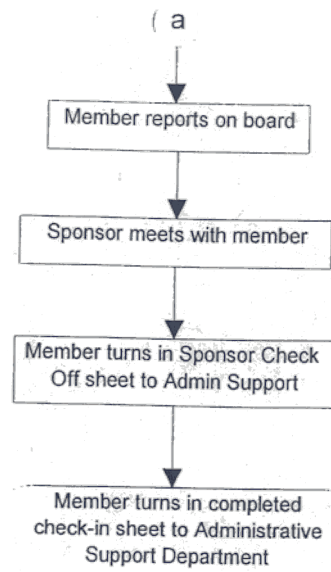 ( a
Member reports on board
Sponsor meets with member
Member turns in Sponsor Check
Off sheet to Admin Support
Member turns in completed
check-in sheet to Administrative
Support Department